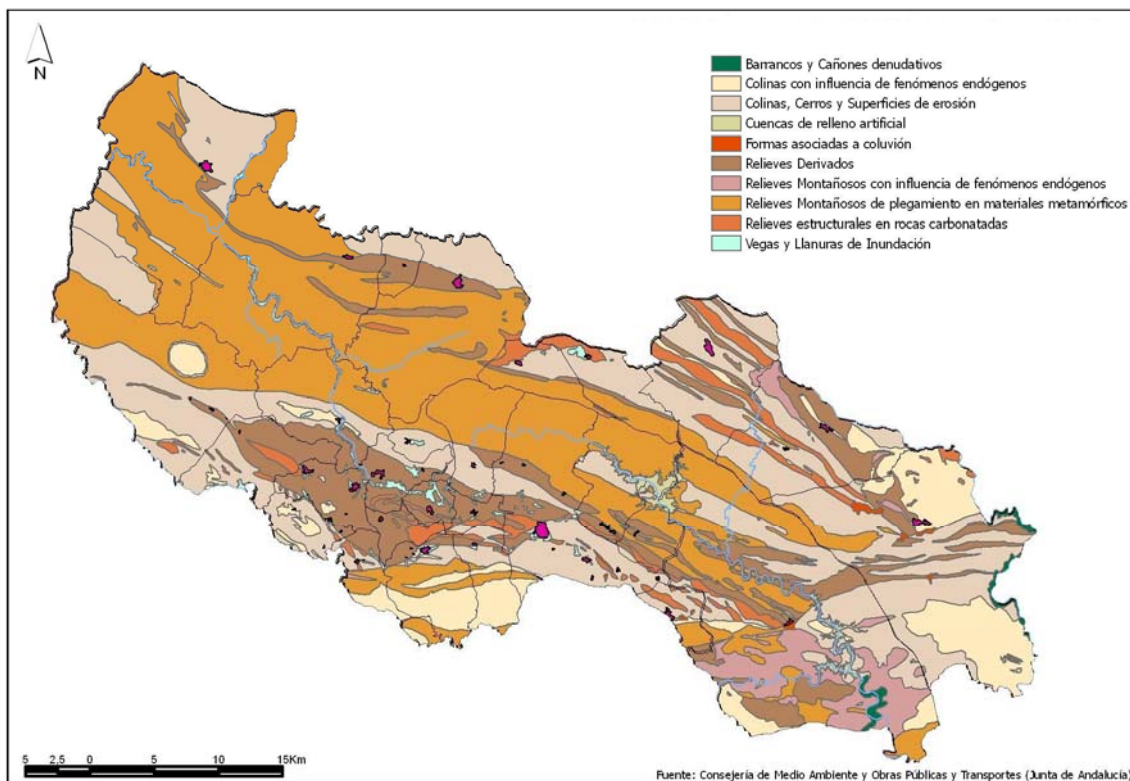 N
Barrancos y Cañones denudativos
Colinas con influencia de fenómenos endógenos
Colinas, Cerros y Superficies de erosión
Cuencas de relleno artificial
Formas asociadas a coluvión
Relieves Derivados
Relieves Montañosos con influencia de fenómenos endógenos
Relieves Montañosos de plegamiento en materiales metamórficos
Relieves estructurales en rocas carbonatadas
Vegas y Llanuras de Inundación
5 2,5 0 5 10 15Km
Fuente: Consejería de Medio Ambiente y Obras Públicas y Transportes (Junta de Andalucía)